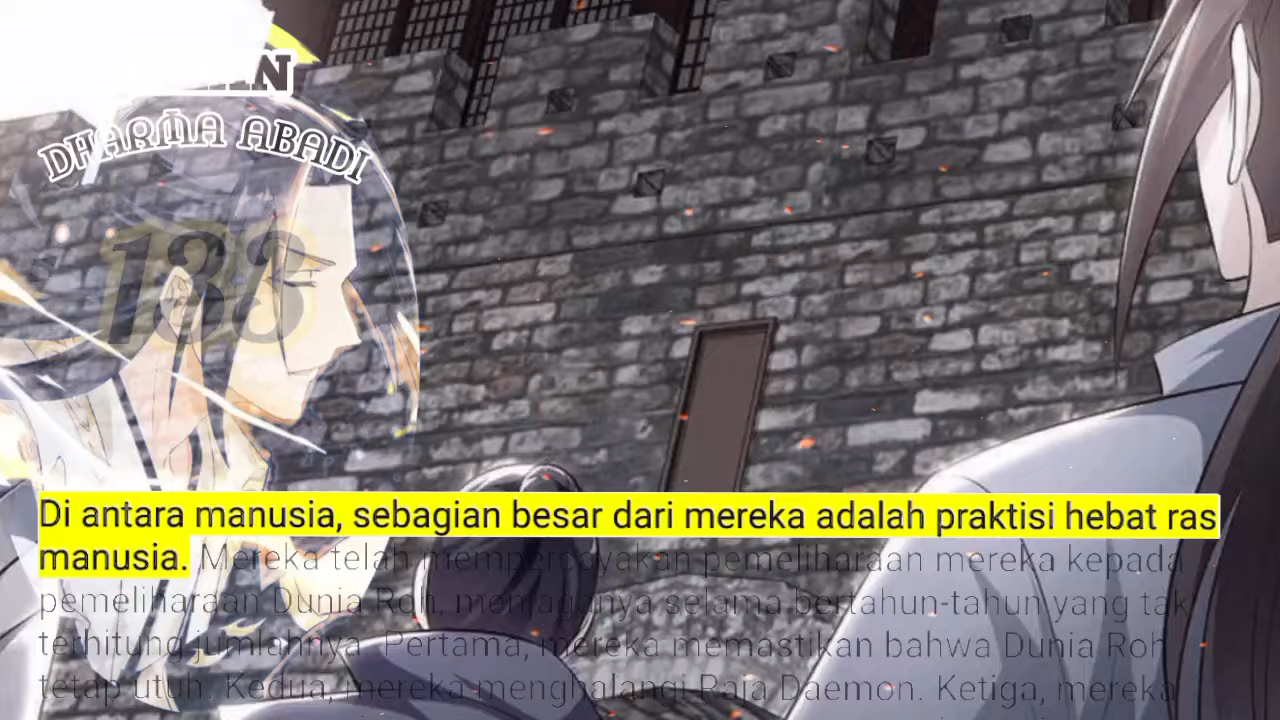 DHARMA ABADI
133
Di antara manusia, sebagian besar dari mereka adalah praktisi hebat ras
manusia. Mereka telah mempercayakan pemeliharaan mereka kepada
pemeliharaan Dunia Roh, menjaganya selama bertahun-tahun yang tak
terhitung jumlahnya. Pertama, mereka memastikan bahwa Dunia Roh
tetap utuh. Kedua, mereka menghalangi Raja Daemon. Ketiga, mereka